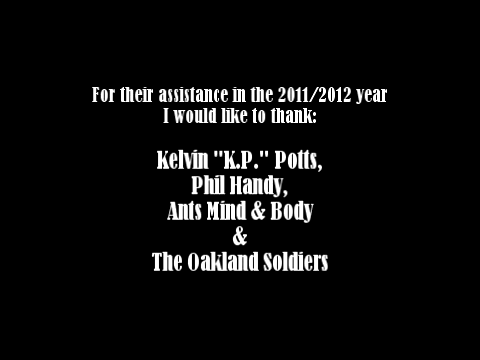 For their assistance in the 2011/2012 year
I would like to thank:
Kelvin "K.P." Potts,
Phil Handy,
Ants Mind & Body
&
The Oakland Soldiers